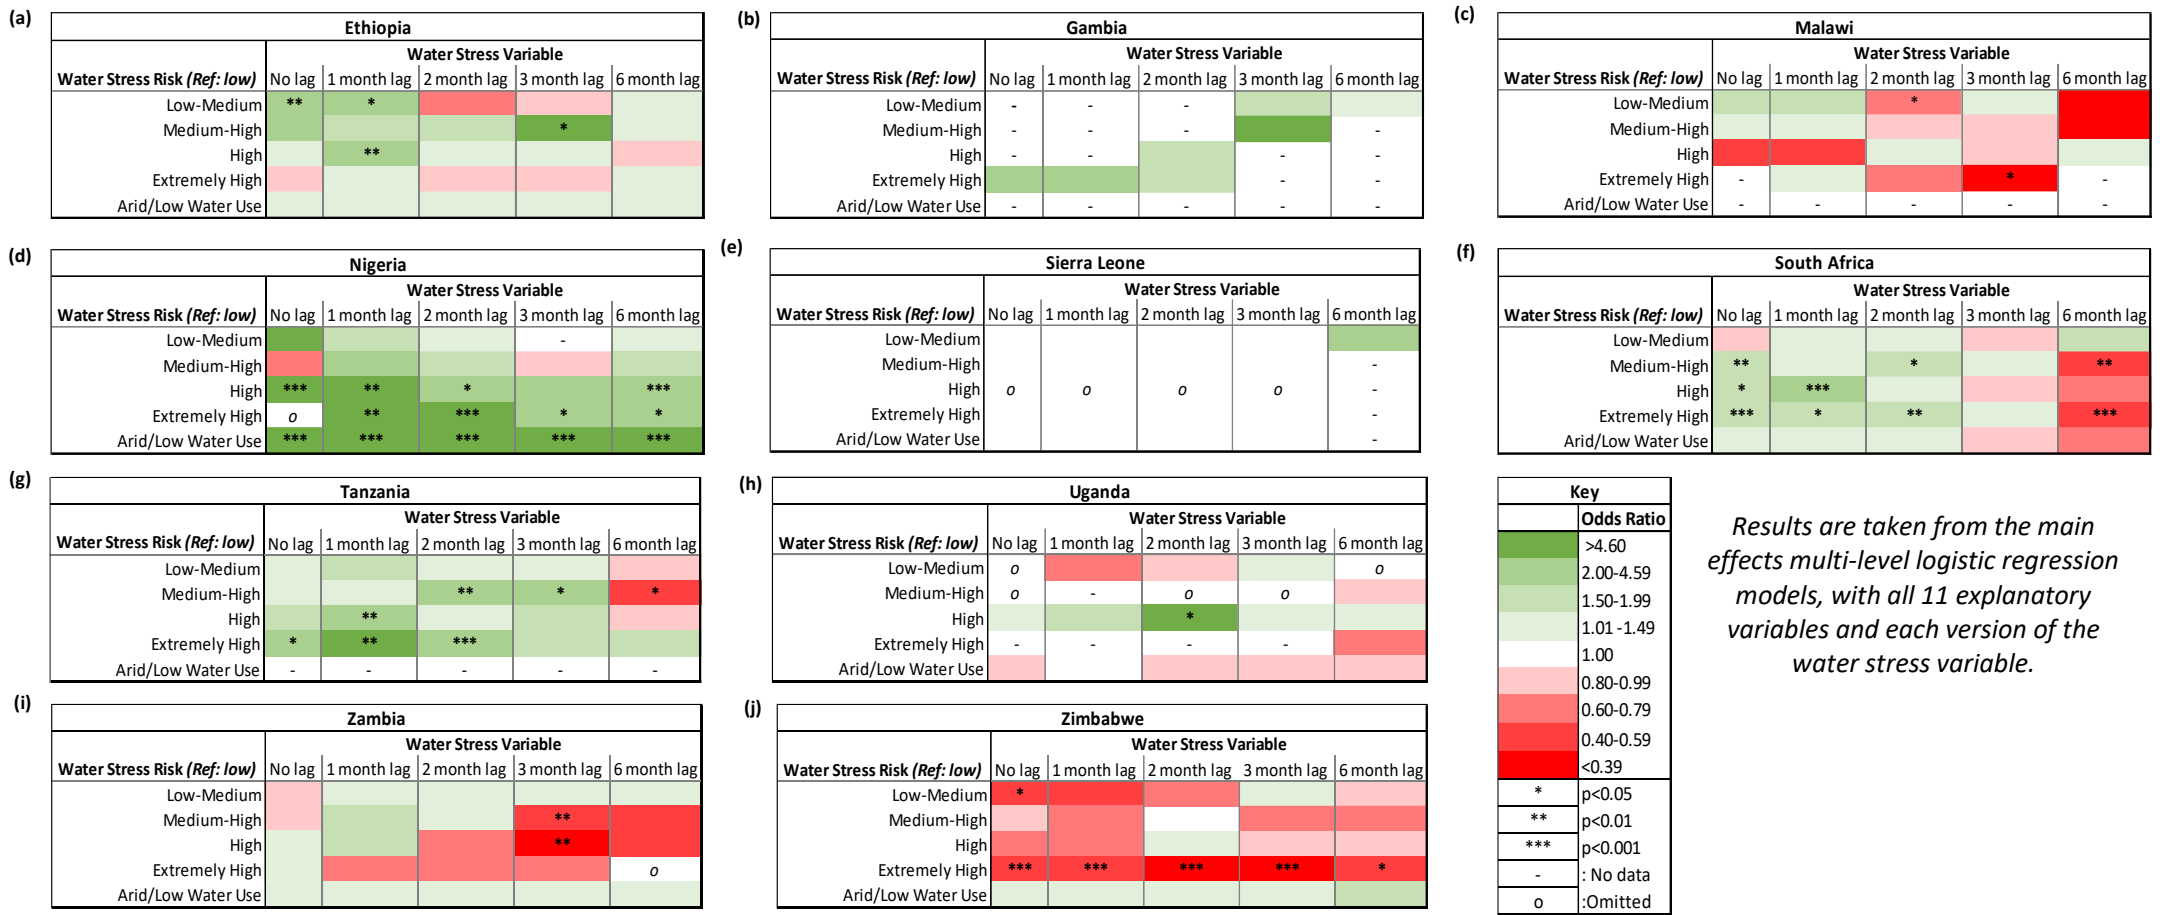 (a)
Ethiopia
Water Stress Variable
Water Stress Risk (Ref: low) No lag 1 month lag 2 month lag 3 month lag 6 month lag
Low-Medium ** *
Medium-High *
High **
Extremely High
Arid/Low Water Use
(b)
Gambia
Water Stress Variable
Water Stress Risk (Ref: low) No lag 1 month lag 2 month lag 3 month lag 6 month lag
Low-Medium - - -
Medium-High - - - -
High - - - -
Extremely High - -
Arid/Low Water Use - - - - -
(c)
Malawi
Water Stress Variable
Water Stress Risk (Ref: low) No lag 1 month lag 2 month lag 3 month lag 6 month lag
Low-Medium *
Medium-High
High
Extremely High - * -
Arid/Low Water Use - - - - -
(d)
Nigeria
Water Stress Variable
Water Stress Risk (Ref: low) No lag 1 month lag 2 month lag 3 month lag 6 month lag
Low-Medium -
Medium-High
High *** ** * ***
Extremely High o ** *** * *
Arid/Low Water Use *** *** *** *** ***
(e)
Sierra Leone
Water Stress Variable
Water Stress Risk (Ref: low) No lag 1 month lag 2 month lag 3 month lag 6 month lag
Low-Medium
Medium-High -
High o o o o -
Extremely High -
Arid/Low Water Use -
(f)
South Africa
Water Stress Variable
Water Stress Risk (Ref: low) No lag 1 month lag 2 month lag 3 month lag 6 month lag
Low-Medium
Medium-High ** * **
High * ***
Extremely High *** * ** ***
Arid/Low Water Use
(g)
Tanzania
Water Stress Variable
Water Stress Risk (Ref: low) No lag 1 month lag 2 month lag 3 month lag 6 month lag
Low-Medium
Medium-High ** * *
High **
Extremely High * ** ***
Arid/Low Water Use - - - - -
(h)
Uganda
Water Stress Variable
Water Stress Risk (Ref: low) No lag 1 month lag 2 month lag 3 month lag 6 month lag
Low-Medium o o
Medium-High o - o o
High *
Extremely High - - - -
Arid/Low Water Use
(i)
Zambia
Water Stress Variable
Water Stress Risk (Ref: low) No lag 1 month lag 2 month lag 3 month lag 6 month lag
Low-Medium
Medium-High **
High **
Extremely High o
Arid/Low Water Use
(j)
Zimbabwe
Water Stress Variable
Water Stress Risk (Ref: low) No lag 1 month lag 2 month lag 3 month lag 6 month lag
Low-Medium *
Medium-High
High
Extremely High *** *** *** *** *
Arid/Low Water Use
Key
Odds Ratio
>4.60
2.00-4.59
1.50-1.99
1.01 -1.49
1.00
0.80-0.99
0.60-0.79
0.40-0.59
<0.39
* p<0.05
** p<0.01
*** p<0.001
- : No data
o :Omitted
Results are taken from the main
effects multi-level logistic regression
models, with all 11 explanatory
variables and each version of the
water stress variable.